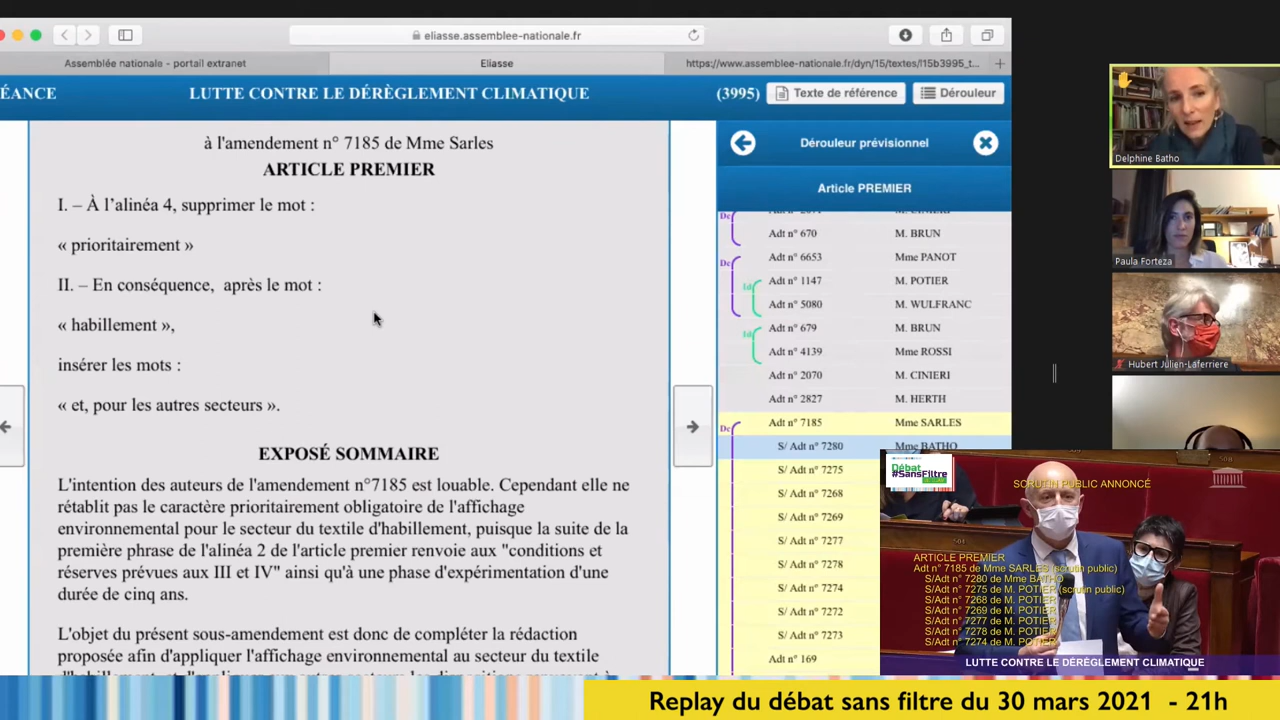 eliasse.assemblee-nationale.fr
Assemblée nationale - portail extranet
Eliasse
https://www.assemblee-nationale.fr/dyn/15/textes/l15b3995_t...
ÉANCE
LUTTE CONTRE LE DÉRÈGLEMENT CLIMATIQUE
(3995)
Texte de référence
Dérouleur
à l'amendement n° 7185 de Mme Sarles
ARTICLE PREMIER
I. – À l'alinéa 4, supprimer le mot :
« prioritairement »
II. – En conséquence, après le mot :
« habillement »,
insérer les mots :
« et, pour les autres secteurs ».
EXPOSÉ SOMMAIRE
L'intention des auteurs de l'amendement n°7185 est louable. Cependant elle ne
rétablit pas le caractère prioritairement obligatoire de l'affichage
environnemental pour le secteur du textile d'habillement, puisque la suite de la
première phrase de l'alinéa 2 de l'article premier renvoie aux "conditions et
réserves prévues aux III et IV" ainsi qu'à une phase d'expérimentation d'une
durée de cinq ans.
L'objet du présent sous-amendement est donc de compléter la rédaction
proposée afin d'appliquer l'affichage environnemental au secteur du textile
Dérouleur prévisionnel
Article PREMIER
Dc
Adt n° 670 M. BRUN
Dc
Adt n° 6653 Mme PANOT
Adt n° 1147 M. POTIER
Id
Adt n° 5080 M. WULFRANC
Adt n° 679 M. BRUN
Id
Adt n° 4139 Mme ROSSI
Adt n° 2070 M. CINIERI
Adt n° 2827 M. HERTH
Adt n° 7185 Mme SARLES
Dc
S/ Adt n° 7280 Mme BATHO
S/ Adt n° 7275
S/ Adt n° 7268
S/ Adt n° 7269
S/ Adt n° 7277
S/ Adt n° 7278
S/ Adt n° 7274
S/ Adt n° 7272
S/ Adt n° 7273
Adt n° 169
Delphine Batho
Paula Forteza
Hubert Julien-Laferriere
Débat
#SansFiltre
SCRUTIN PUBLIC ANNONCÉ
ARTICLE PREMIER
Adt n° 7185 de Mme SARLES (scrutin public)
S/Adt n° 7280 de Mme BATHO
S/Adt n° 7275 de M. POTIER (scrutin public)
S/Adt n° 7268 de M. POTIER
S/Adt n° 7269 de M. POTIER
S/Adt n° 7277 de M. POTIER
S/Adt n° 7278 de M. POTIER
S/Adt n° 7274 de M. POTIER
LUTTE CONTRE LE DÉRÈGLEMENT CLIMATIQUE
Replay du débat sans filtre du 30 mars 2021 - 21h